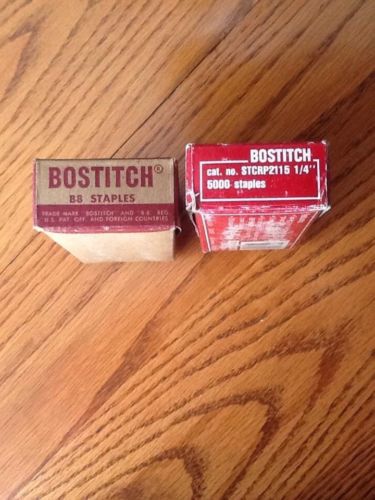 BOSTITCH®
B8 STAPLES
TRADE MARK "BOSTITCH" AND "B-8" REG.
U.S. PAT. OFF. AND FOREIGN COUNTRIES
BOSTITCH
cat. no. STCRP2115 1/4"
5000 staples